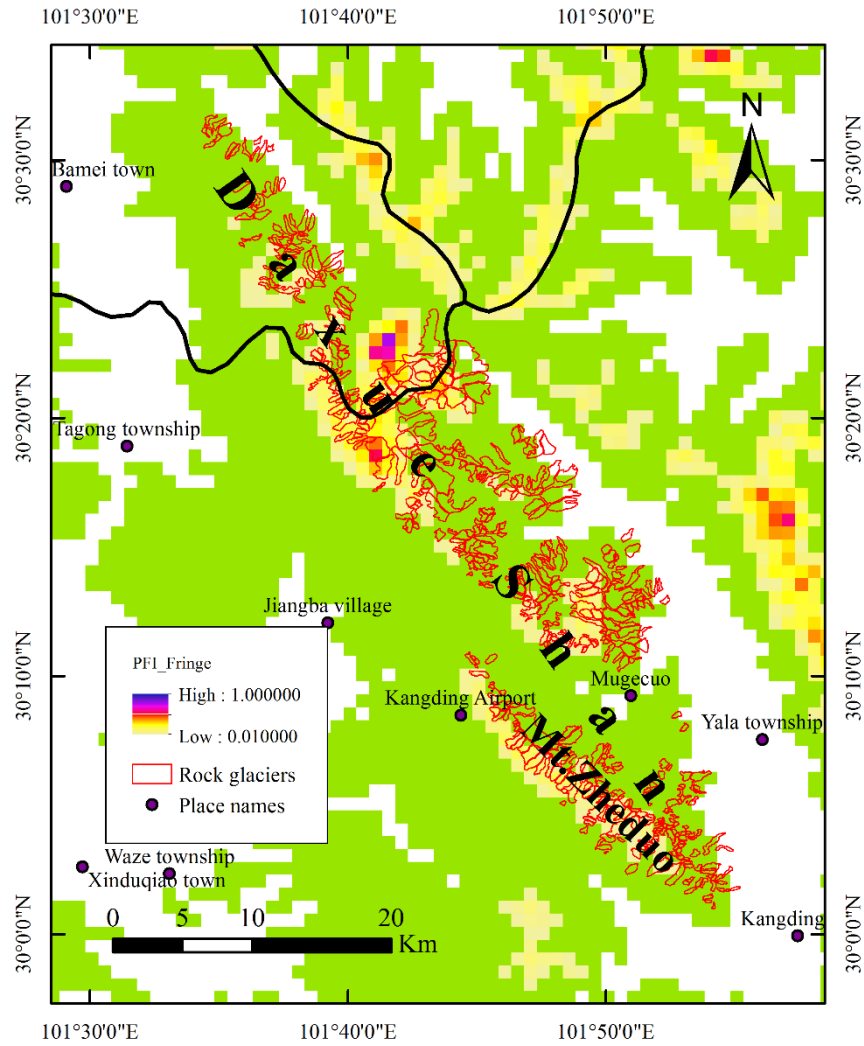 101°30'0"E 101°40'0"E 101°50'0"E
N
30°30'0"N 30°30'0"N
Bamei town
Daxue Shan
30°20'0"N 30°20'0"N
Tagong township
Jiangba village
30°10'0"N 30°10'0"N
Mugecuo
Kangding Airport
Yala township
Mt.Zheduo
PFI_Fringe
High : 1.000000
Low : 0.010000
Rock glaciers
Place names
Waze township
Xinduqiao town
Kangding
30°0'0"N 30°0'0"N
0 5 10 20
Km
101°30'0"E 101°40'0"E 101°50'0"E